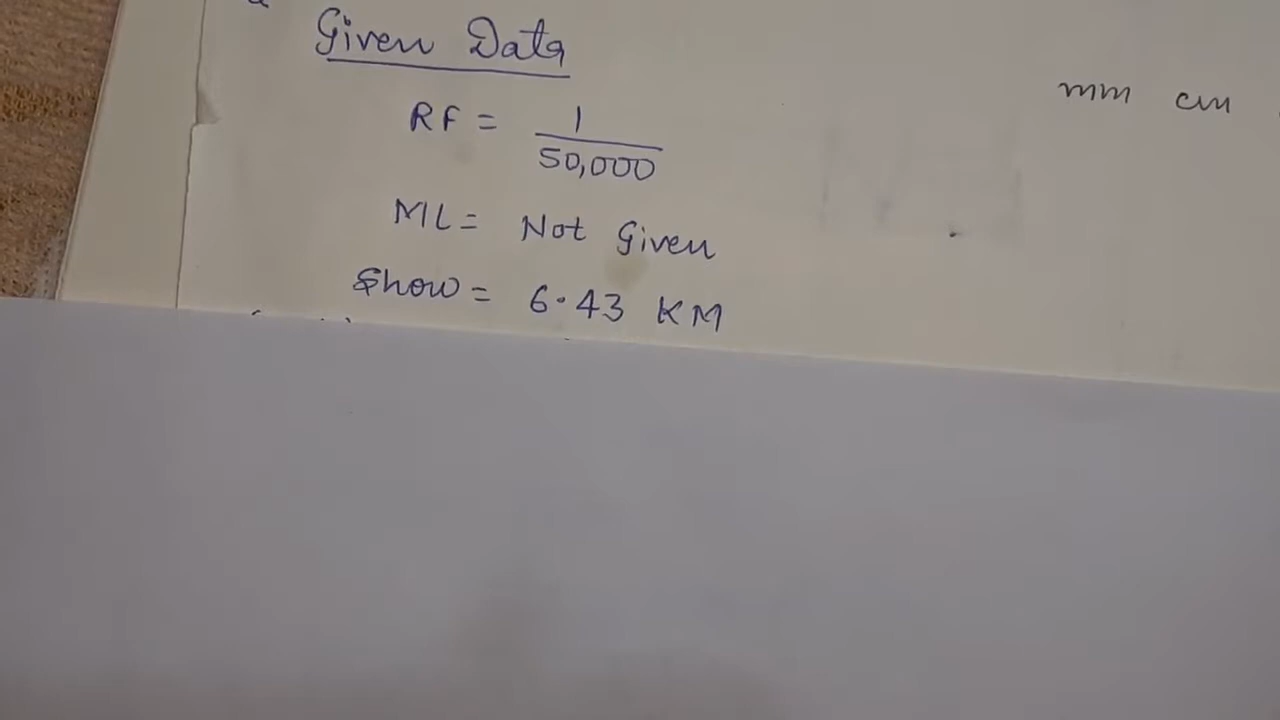 Given Data
mm cm
RF = 1/50,000
ML = Not Given
Show = 6.43 KM